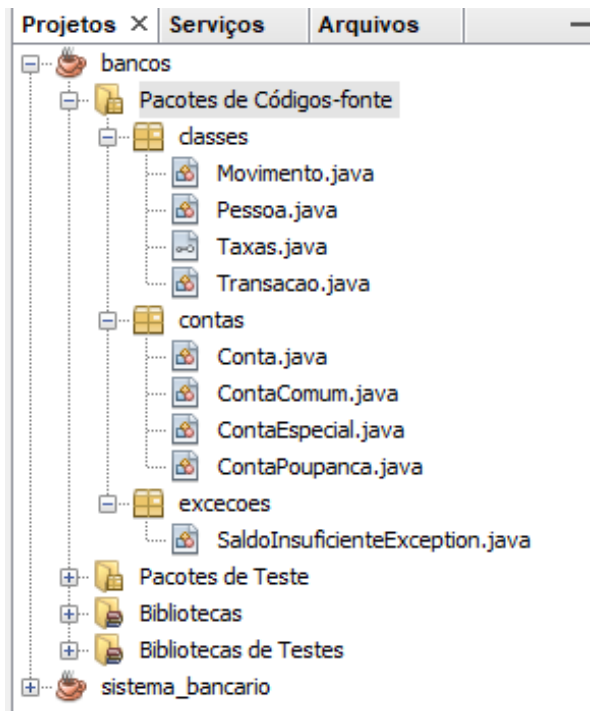 Projetos × Serviços Arquivos
bancos
Pacotes de Códigos-fonte
classes
Movimento.java
Pessoa.java
Taxas.java
Transacao.java
contas
Conta.java
ContaComum.java
ContaEspecial.java
ContaPoupanca.java
excecoes
SaldoInsuficienteException.java
Pacotes de Teste
Bibliotecas
Bibliotecas de Testes
sistema_bancario